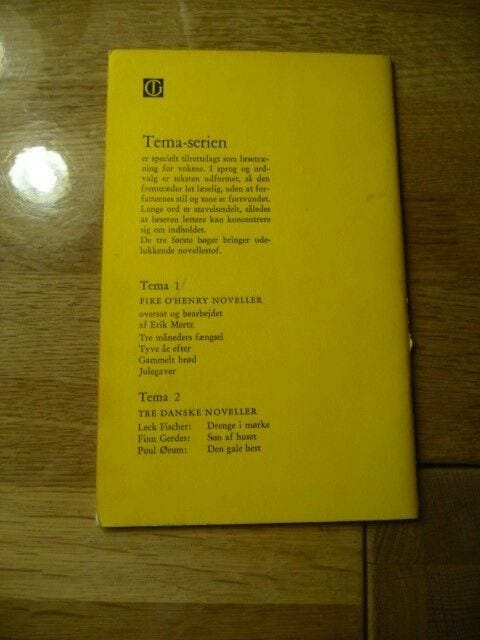 G
Tema-serien
er specielt tilrettelagt som læsetræ-
ning for voksne. I sprog og ord-
valg er teksten udformet, så den
fremtræder let læselig, uden at for-
fatternes stil og tone er forsvundet.
Lange ord er stavelsesdelt, således
at læseren lettere kan koncentrere
sig om indholdet.
De tre første bøger bringer ude-
lukkende novellestof.
Tema 1/
FIRE O'HENRY NOVELLER
oversat og bearbejdet
af Erik Mertz
Tre måneders fængsel
Tyve år efter
Gammelt brød
Julegaver
Tema 2
TRE DANSKE NOVELLER
Leck Fischer: Drenge i mørke
Finn Gerdes: Søn af huset
Poul Ørum: Den gale hest